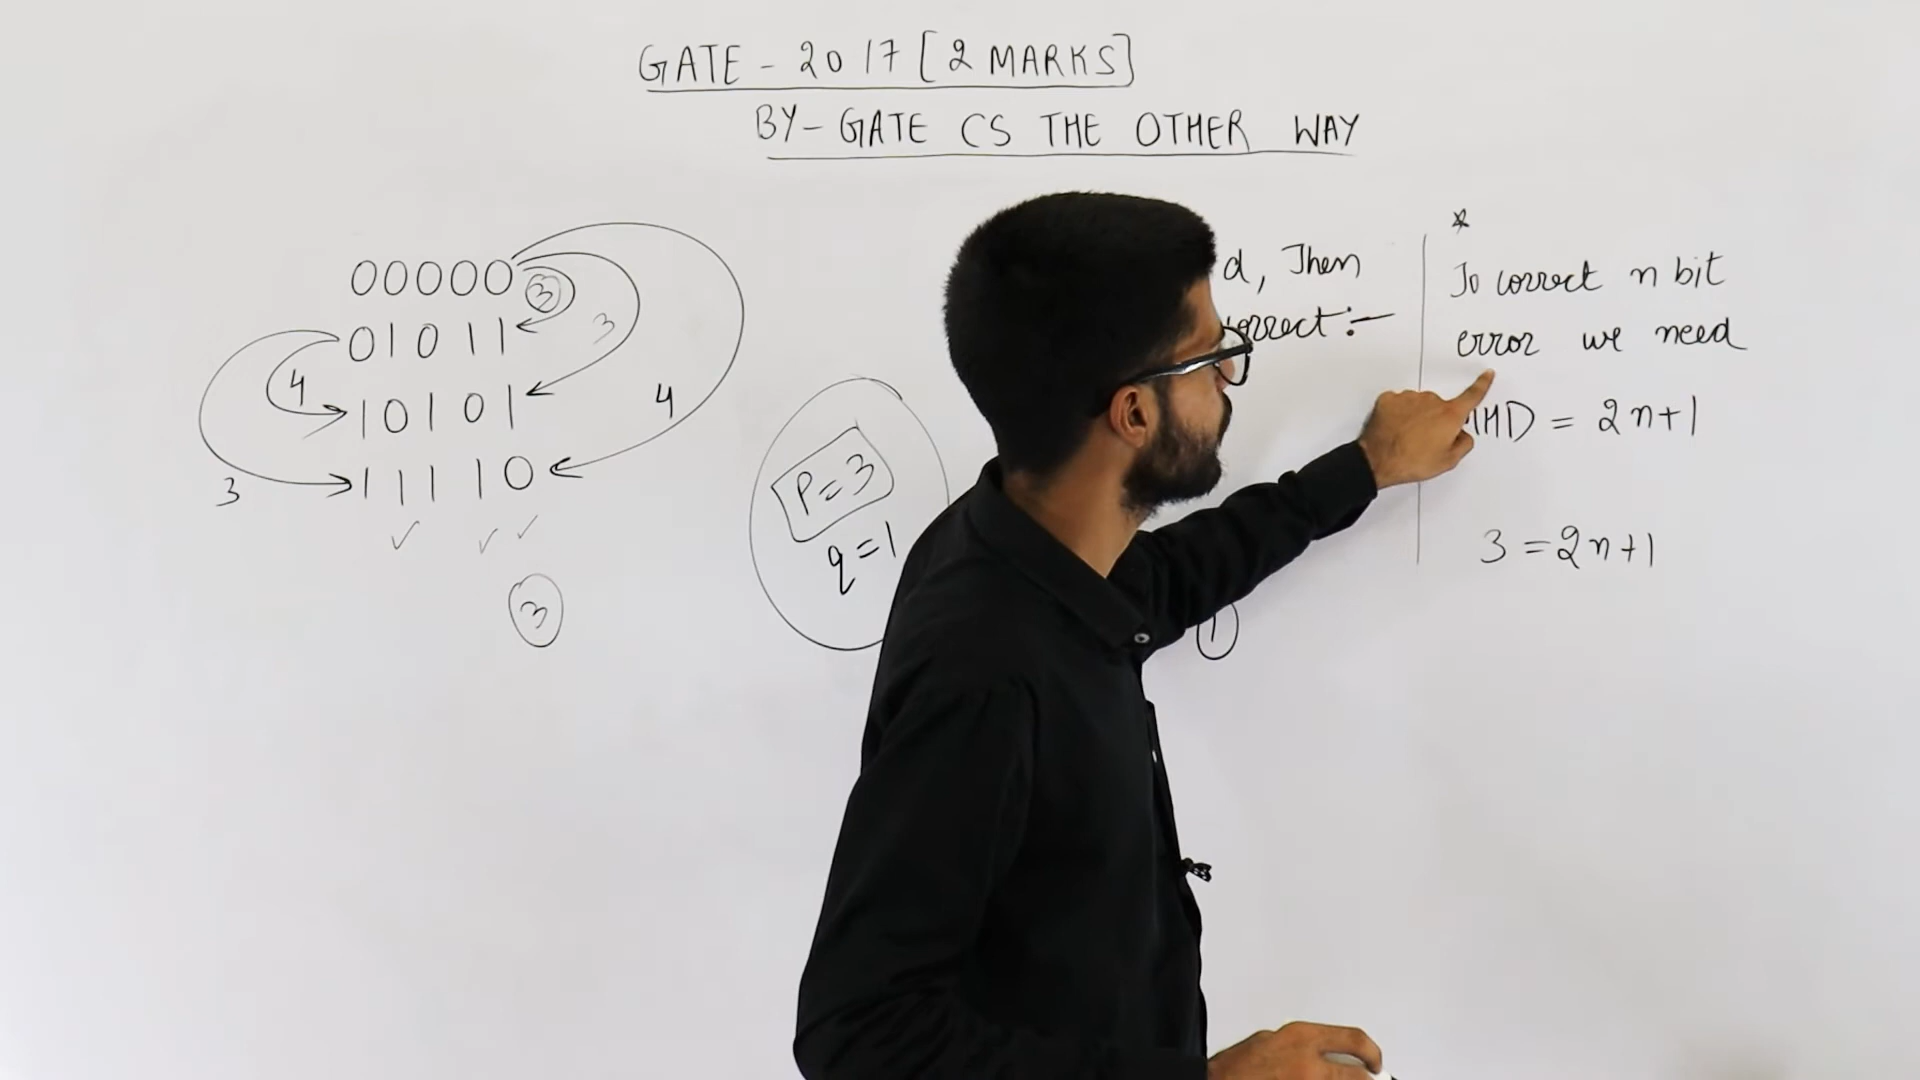 GATE - 2017 [2 MARKS]
BY - GATE CS THE OTHER WAY
00000
01011
10101
11110
3
3
4
4
3
3
P=3
q=1
d, Then
correct :-
1
*
To correct n bit
error we need
MHD = 2n+1
3 = 2n+1